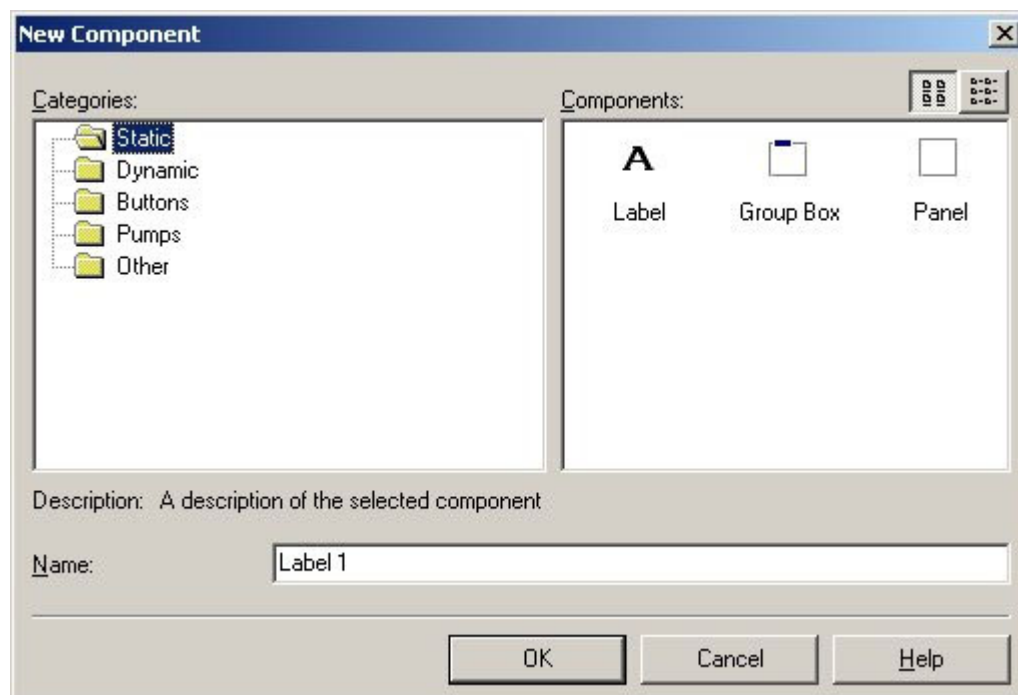 New Component
Categories:
Components:
Static
Dynamic
Buttons
Pumps
Other
A
Label
Group Box
Panel
Description: A description of the selected component
Name:
Label 1
OK
Cancel
Help